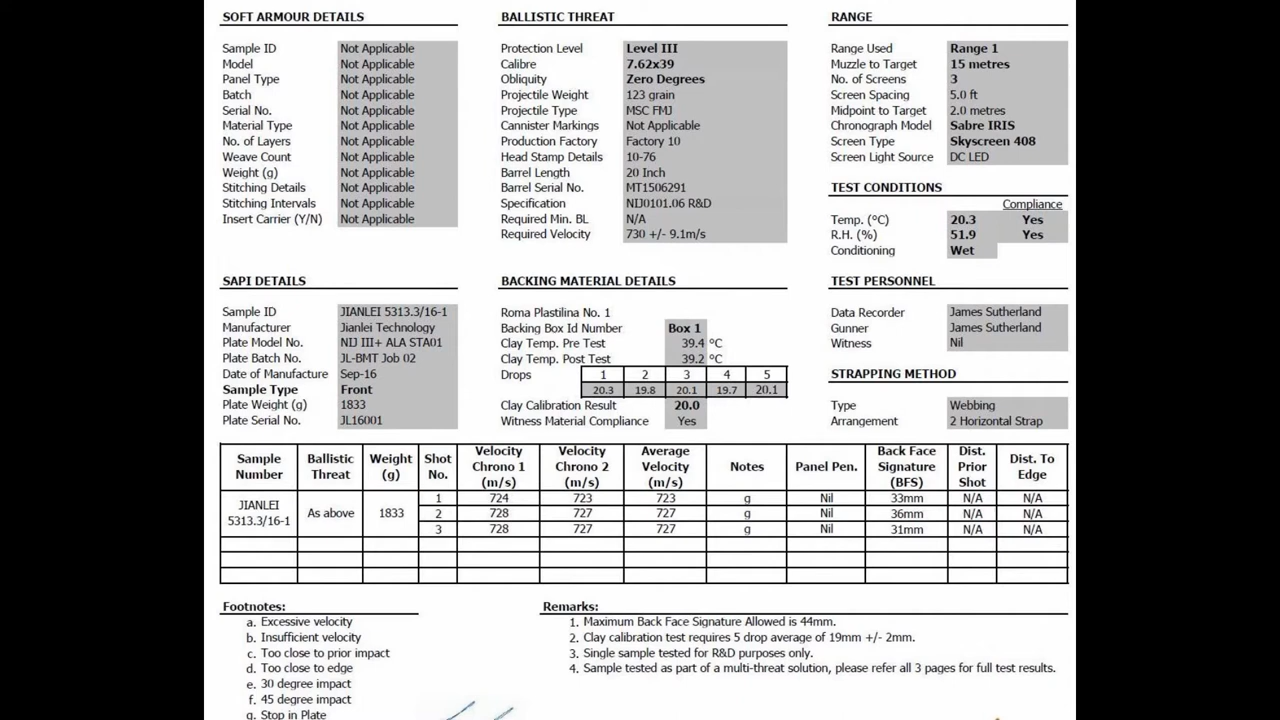 SOFT ARMOUR DETAILS
Sample ID Not Applicable
Model Not Applicable
Panel Type Not Applicable
Batch Not Applicable
Serial No. Not Applicable
Material Type Not Applicable
No. of Layers Not Applicable
Weave Count Not Applicable
Weight (g) Not Applicable
Stitching Details Not Applicable
Stitching Intervals Not Applicable
Insert Carrier (Y/N) Not Applicable
BALLISTIC THREAT
Protection Level Level III
Calibre 7.62x39
Obliquity Zero Degrees
Projectile Weight 123 grain
Projectile Type MSC FMJ
Cannister Markings Not Applicable
Production Factory Factory 10
Head Stamp Details 10-76
Barrel Length 20 Inch
Barrel Serial No. MT1506291
Specification NIJ0101.06 R&D
Required Min. BL N/A
Required Velocity 730 +/- 9.1m/s
RANGE
Range Used Range 1
Muzzle to Target 15 metres
No. of Screens 3
Screen Spacing 5.0 ft
Midpoint to Target 2.0 metres
Chronograph Model Sabre IRIS
Screen Type Skyscreen 408
Screen Light Source DC LED
TEST CONDITIONS
Compliance
Temp. (°C) 20.3 Yes
R.H. (%) 51.9 Yes
Conditioning Wet
SAPI DETAILS
Sample ID JIANLEI 5313.3/16-1
Manufacturer Jianlei Technology
Plate Model No. NIJ III+ ALA STA01
Plate Batch No. JL-BMT Job 02
Date of Manufacture Sep-16
Sample Type Front
Plate Weight (g) 1833
Plate Serial No. JL16001
BACKING MATERIAL DETAILS
Roma Plastilina No. 1
Backing Box Id Number Box 1
Clay Temp. Pre Test 39.4 °C
Clay Temp. Post Test 39.2 °C
Drops 1 2 3 4 5
20.3 19.8 20.1 19.7 20.1
Clay Calibration Result 20.0
Witness Material Compliance Yes
TEST PERSONNEL
Data Recorder James Sutherland
Gunner James Sutherland
Witness Nil
STRAPPING METHOD
Type Webbing
Arrangement 2 Horizontal Strap
Sample Number Ballistic Threat Weight (g) Shot No. Velocity Chrono 1 (m/s) Velocity Chrono 2 (m/s) Average Velocity (m/s) Notes Panel Pen. Back Face Signature (BFS) Dist. Prior Shot Dist. To Edge
JIANLEI 5313.3/16-1 As above 1833
1 724 723 723 g Nil 33mm N/A N/A
2 728 727 727 g Nil 36mm N/A N/A
3 728 727 727 g Nil 31mm N/A N/A
Footnotes:
a. Excessive velocity
b. Insufficient velocity
c. Too close to prior impact
d. Too close to edge
e. 30 degree impact
f. 45 degree impact
g. Stop in Plate
Remarks:
1. Maximum Back Face Signature Allowed is 44mm.
2. Clay calibration test requires 5 drop average of 19mm +/- 2mm.
3. Single sample tested for R&D purposes only.
4. Sample tested as part of a multi-threat solution, please refer all 3 pages for full test results.